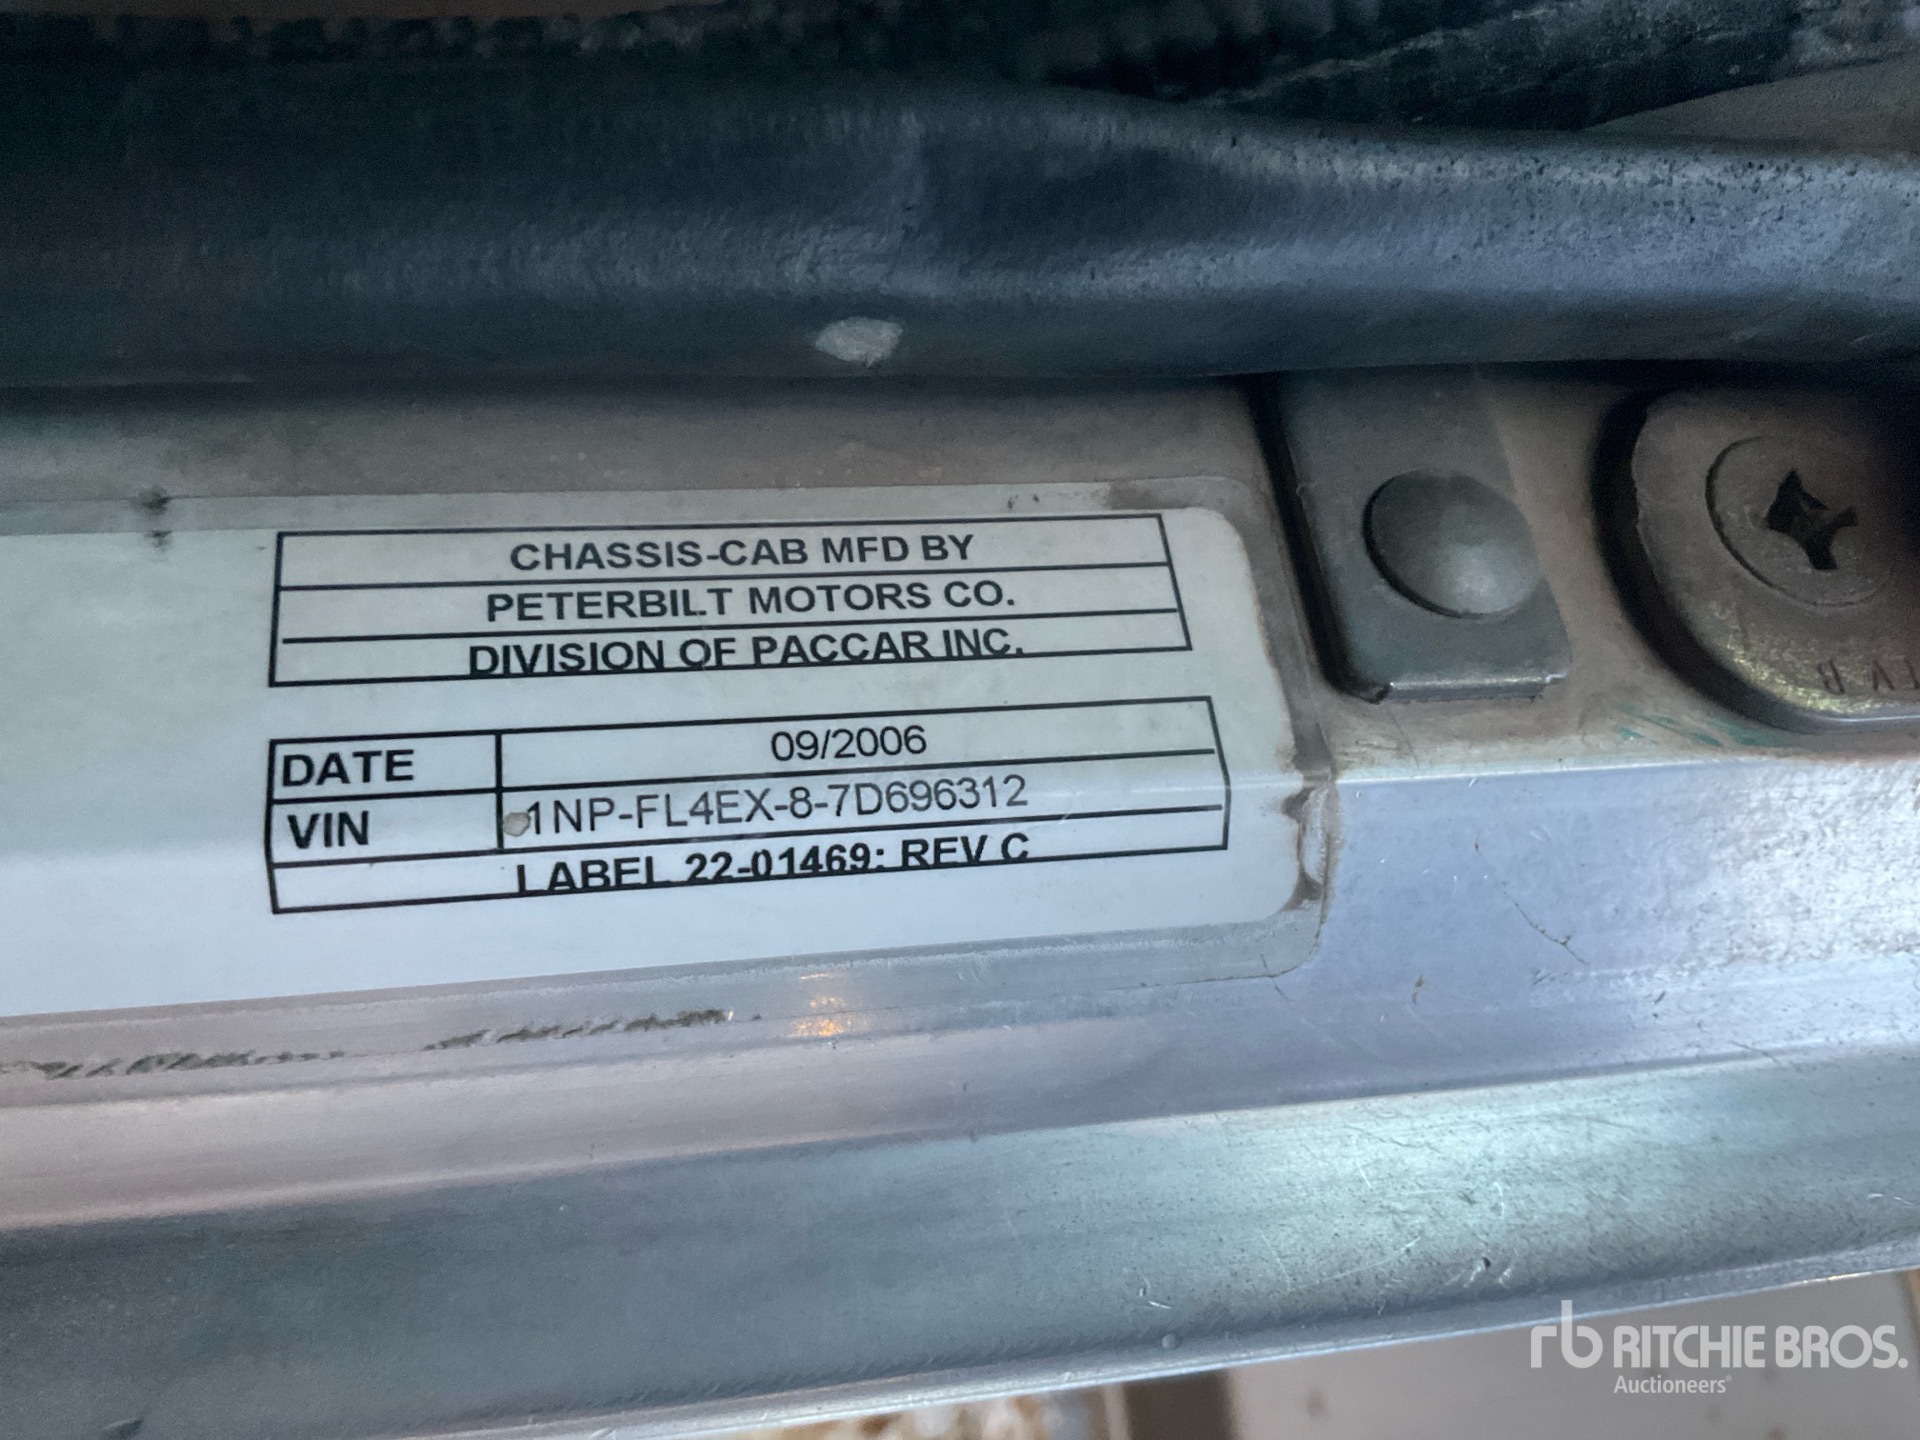 CHASSIS-CAB MFD BY
PETERBILT MOTORS CO.
DIVISION OF PACCAR INC.
DATE 09/2006
VIN 1NP-FL4EX-8-7D696312
LABEL 22-01469: REV C
rb RITCHIE BROS.
Auctioneers